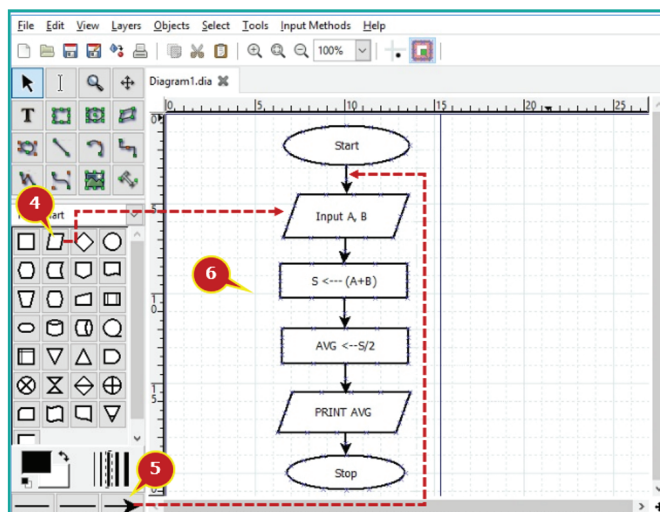 File Edit View Layers Objects Select Tools Input Methods Help
100%
Diagram1.dia
0 5 10 15 20 25
T
Start
4
Input A, B
6
S <--- (A+B)
AVG <--S/2
PRINT AVG
5
Stop